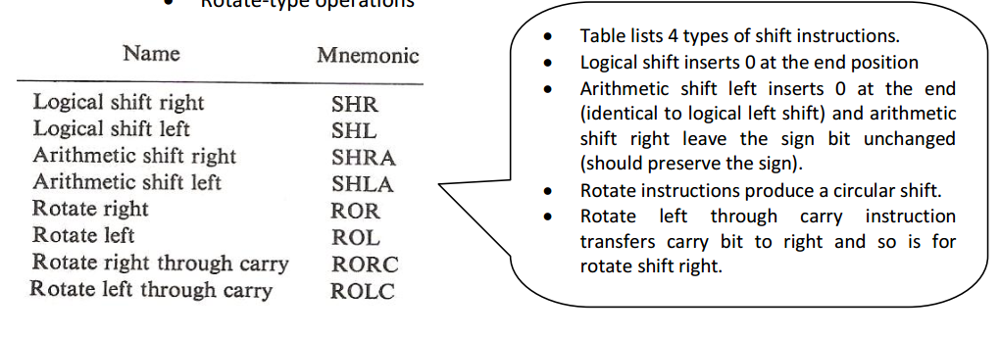 • Rotate-type operations
Name Mnemonic
Logical shift right SHR
Logical shift left SHL
Arithmetic shift right SHRA
Arithmetic shift left SHLA
Rotate right ROR
Rotate left ROL
Rotate right through carry RORC
Rotate left through carry ROLC
• Table lists 4 types of shift instructions.
• Logical shift inserts 0 at the end position
• Arithmetic shift left inserts 0 at the end
(identical to logical left shift) and arithmetic
shift right leave the sign bit unchanged
(should preserve the sign).
• Rotate instructions produce a circular shift.
• Rotate left through carry instruction
transfers carry bit to right and so is for
rotate shift right.